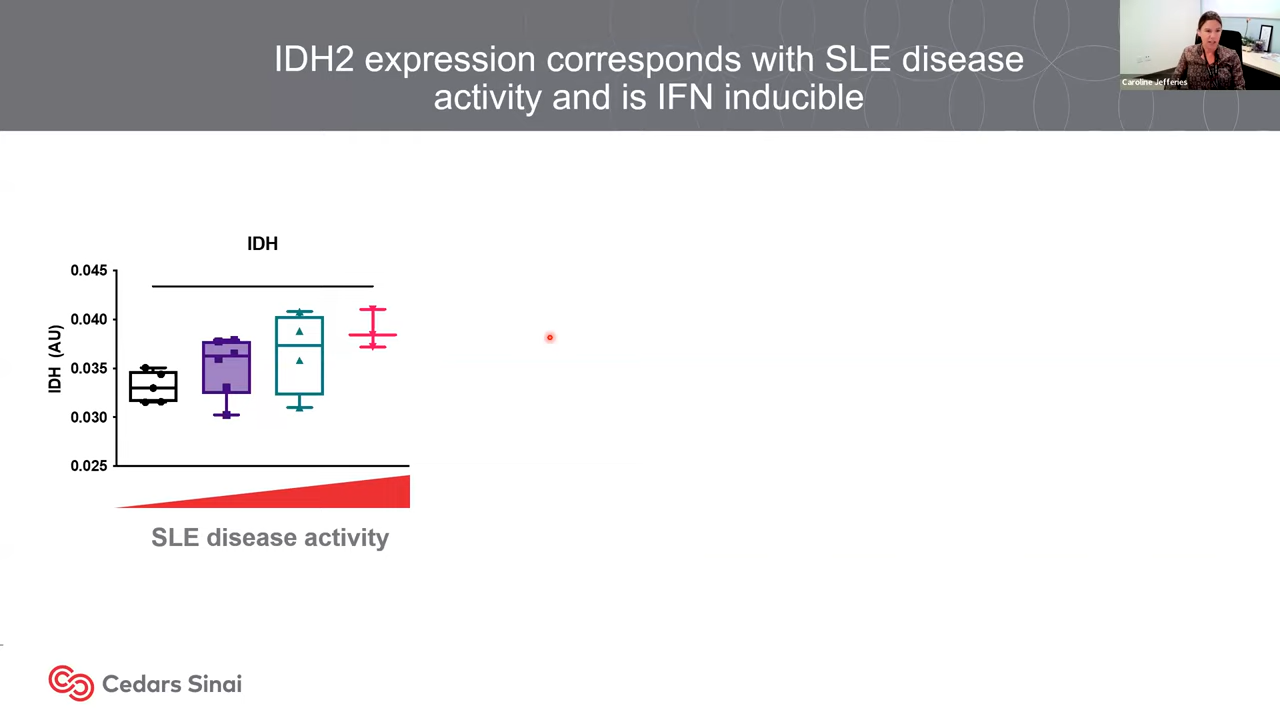 IDH2 expression corresponds with SLE disease
activity and is IFN inducible
Caroline Jefferies
IDH
0.045
0.040
0.035
0.030
0.025
IDH (AU)
SLE disease activity
Cedars Sinai